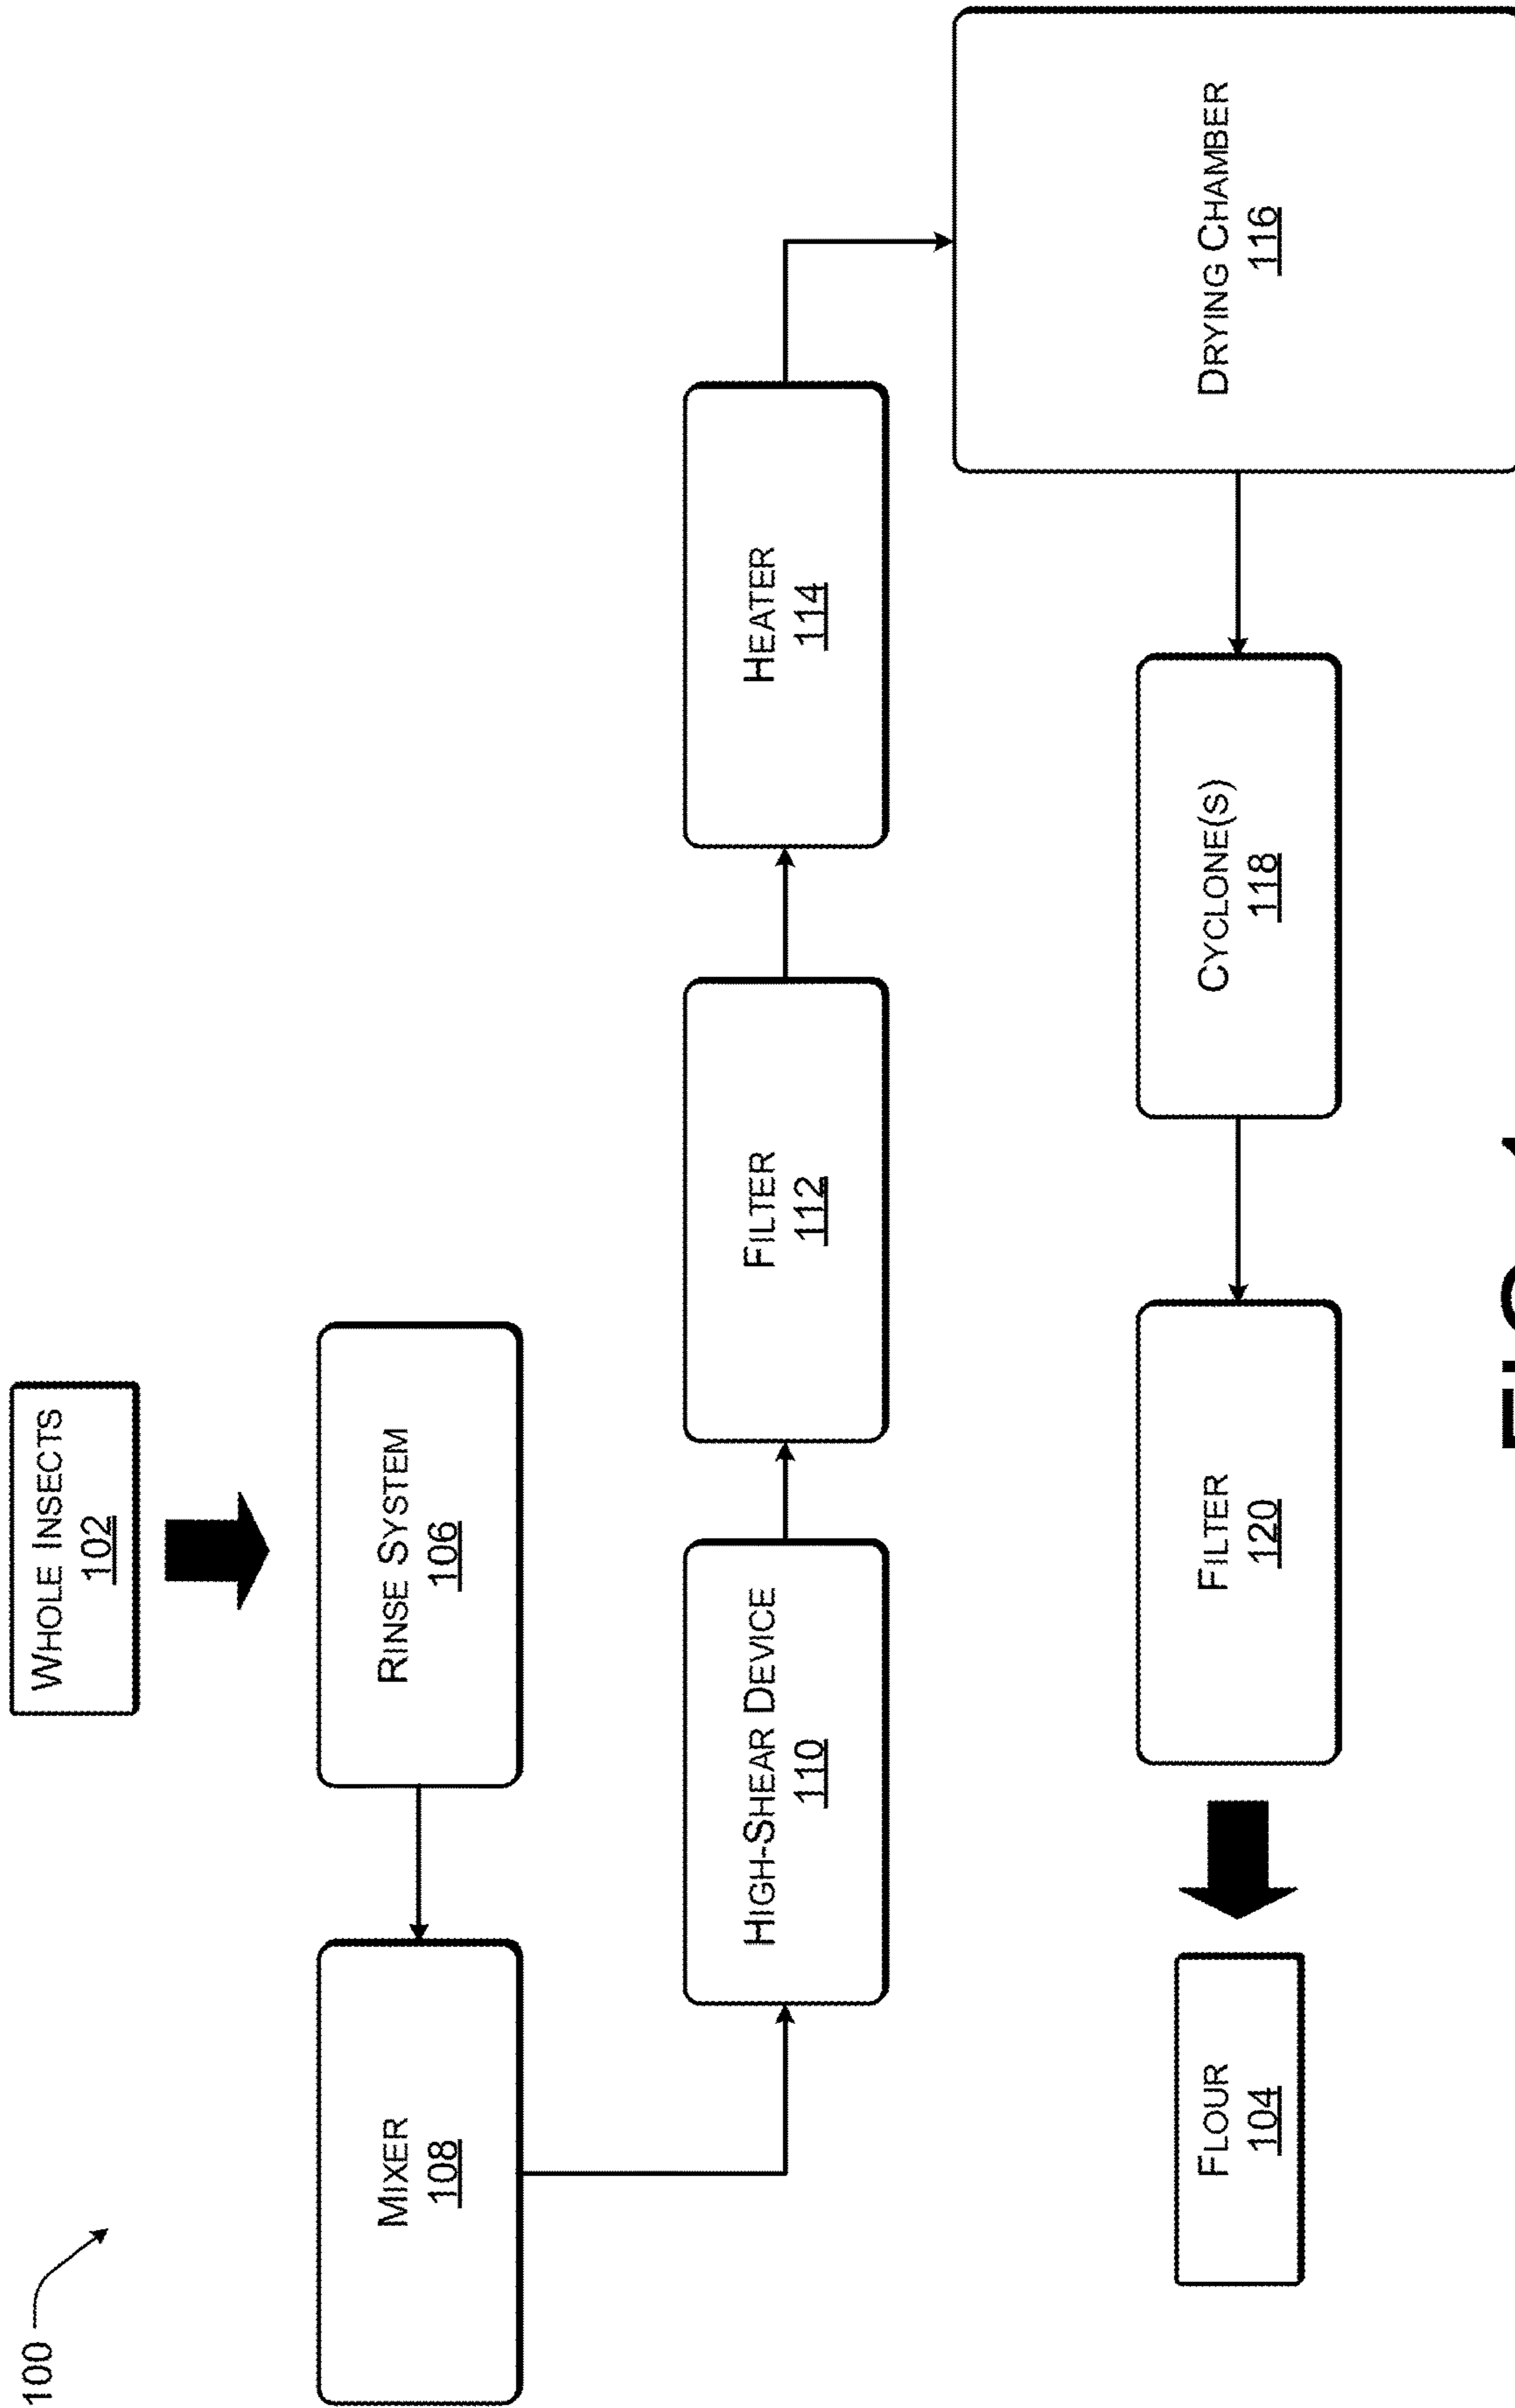 100
WHOLE INSECTS
102
MIXER
108
RINSE SYSTEM
106
HIGH-SHEAR DEVICE
110
FILTER
112
HEATER
114
FLOUR
104
FILTER
120
CYCLONE(S)
118
DRYING CHAMBER
116